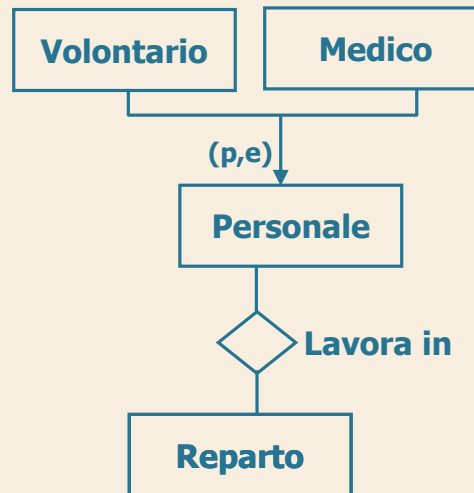 Volontario
Medico
(p,e)
Personale
Lavora in
Reparto